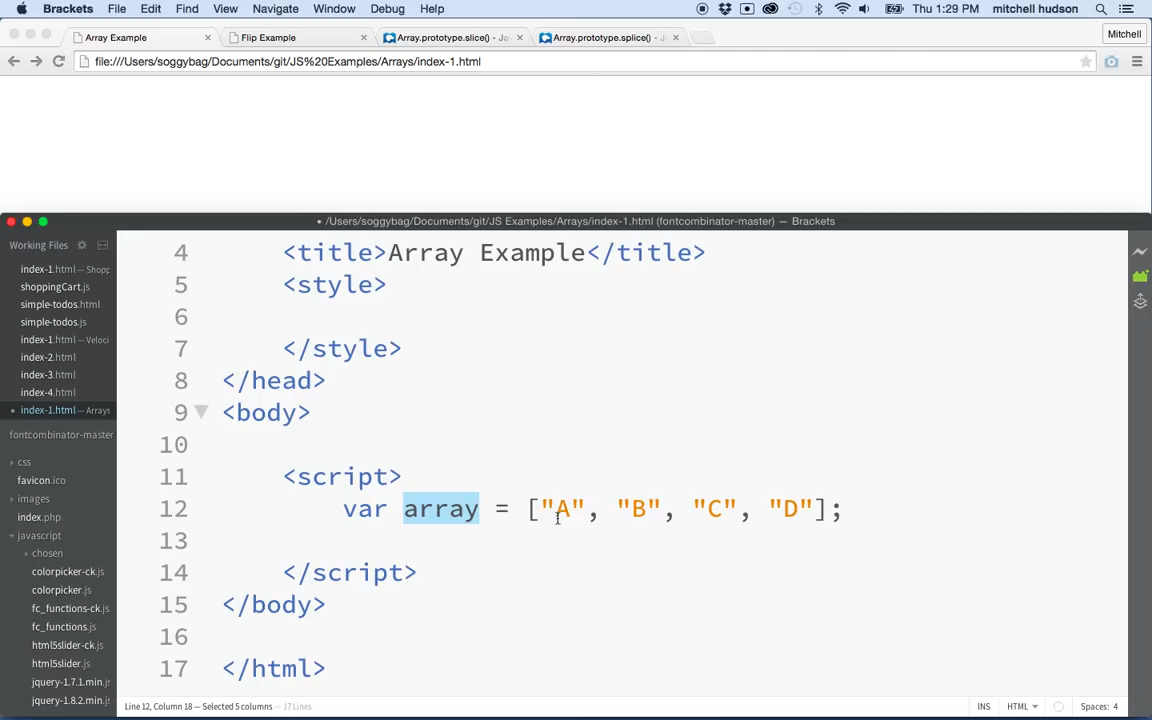 Brackets File Edit View Navigate Window Debug Help Thu 1:29 PM mitchell hudson
Array Example Flip Example Array.prototype.slice() - Ja Array.prototype.splice() - J Mitchell
file:///Users/soggybag/Documents/git/JS%20Examples/Arrays/index-1.html
• /Users/soggybag/Documents/git/JS Examples/Arrays/index-1.html (fontcombinator-master) — Brackets
Working Files
index-1.html — Shopp
shoppingCart.js
simple-todos.html
simple-todos.js
index-1.html — Veloci
index-2.html
index-3.html
index-4.html
index-1.html — Arrays
fontcombinator-master
css
favicon.ico
images
index.php
javascript
chosen
colorpicker-ck.js
colorpicker.js
fc_functions-ck.js
fc_functions.js
html5slider-ck.js
html5slider.js
jquery-1.7.1.min.js
jquery-1.8.2.min.js
4 <title>Array Example</title>
5 <style>
6
7 </style>
8 </head>
9 <body>
10
11 <script>
12 var array = ["A", "B", "C", "D"];
13
14 </script>
15 </body>
16
17 </html>
Line 12, Column 18 — Selected 5 columns — 17 Lines INS HTML Spaces: 4